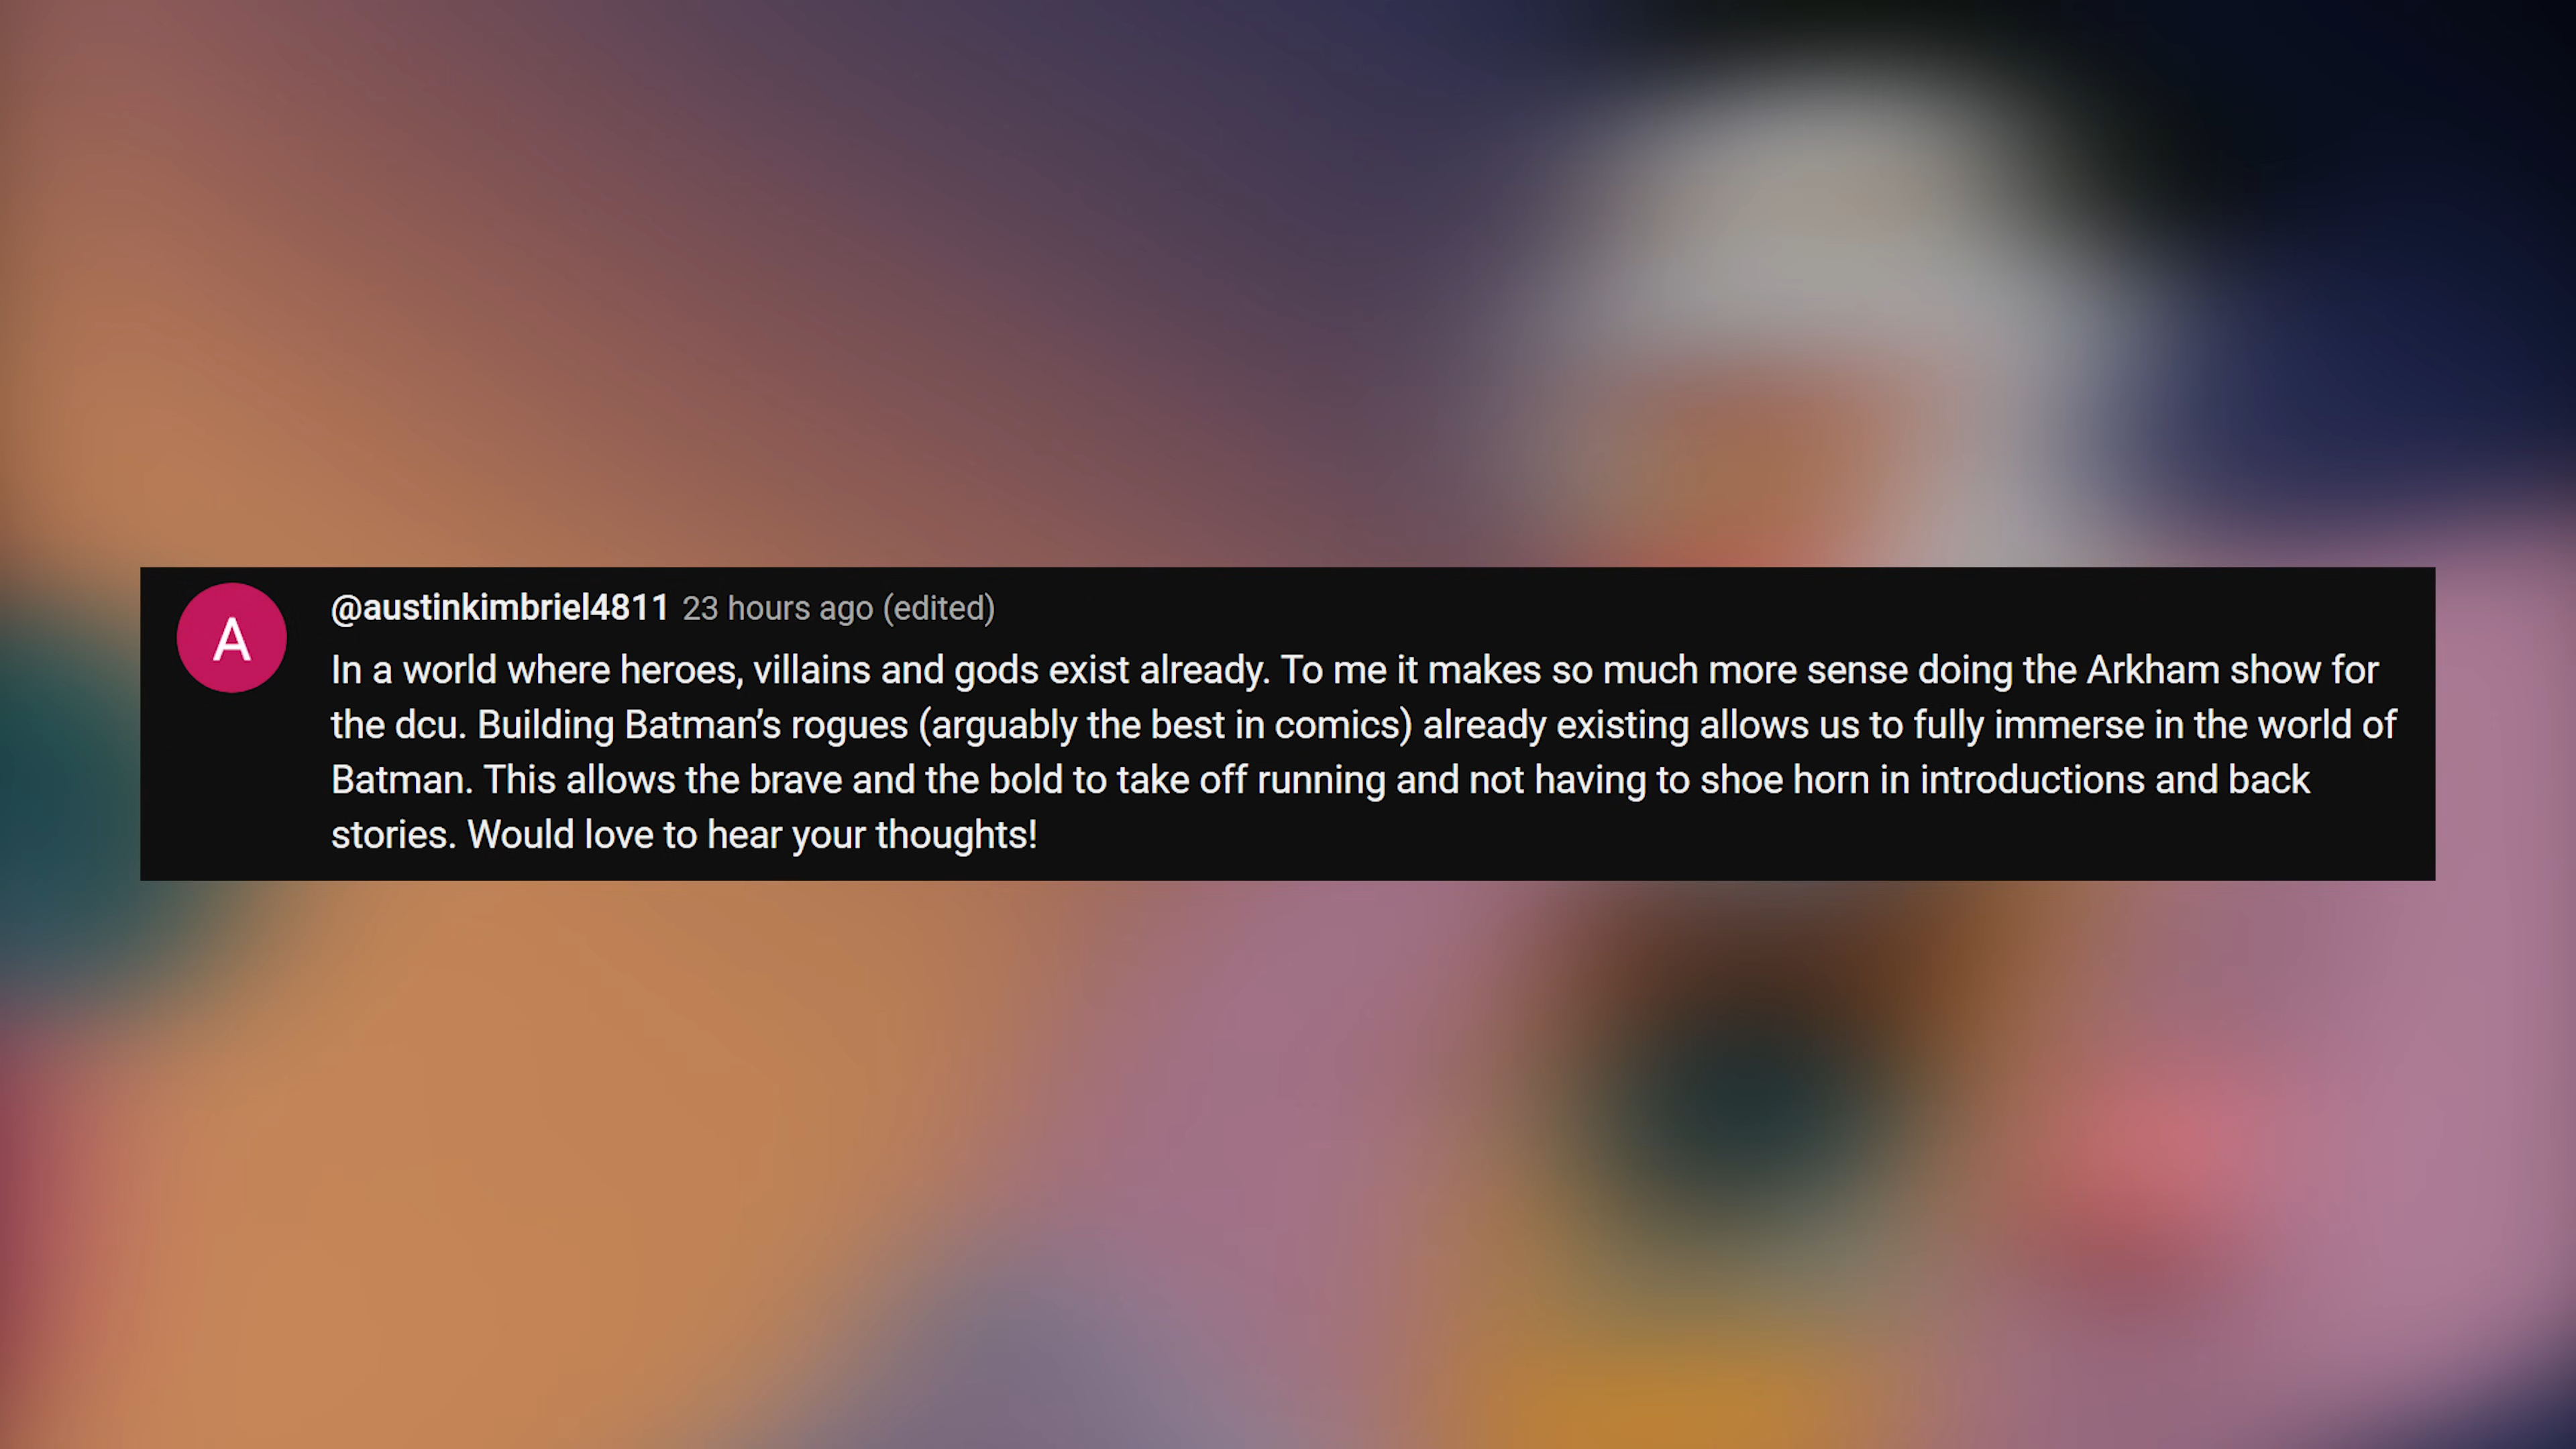 A
@austinkimbriel4811 23 hours ago (edited)
In a world where heroes, villains and gods exist already. To me it makes so much more sense doing the Arkham show for
the dcu. Building Batman’s rogues (arguably the best in comics) already existing allows us to fully immerse in the world of
Batman. This allows the brave and the bold to take off running and not having to shoe horn in introductions and back
stories. Would love to hear your thoughts!